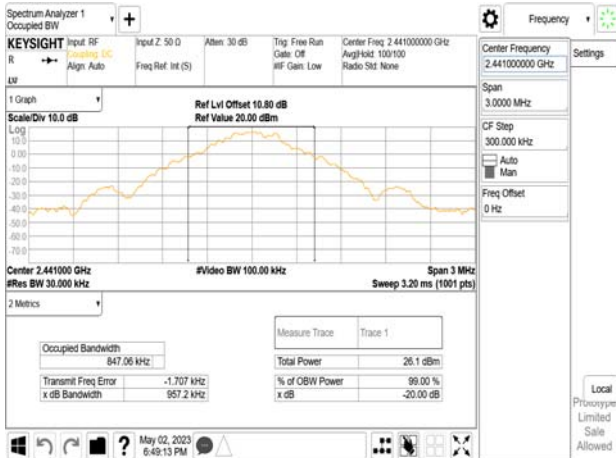 Spectrum Analyzer 1
Occupied BW
KEYSIGHT
R
Input: RF
Coupling: DC
Align: Auto
Input Z: 50 Ω
Freq Ref: Int (S)
Atten: 30 dB
Trig: Free Run
Gate: Off
#IF Gain: Low
Center Freq: 2.441000000 GHz
Avg|Hold: 100/100
Radio Std: None
1 Graph
Scale/Div 10.0 dB
Ref Lvl Offset 10.80 dB
Ref Value 20.00 dBm
Log
10.0
0.00
-10.0
-20.0
-30.0
-40.0
-50.0
-60.0
-70.0
Center 2.441000 GHz
#Res BW 30.000 kHz
#Video BW 100.00 kHz
Span 3 MHz
Sweep 3.20 ms (1001 pts)
2 Metrics
Measure Trace
Trace 1
Occupied Bandwidth
847.06 kHz
Total Power
26.1 dBm
Transmit Freq Error
-1.707 kHz
% of OBW Power
99.00 %
x dB Bandwidth
957.2 kHz
x dB
-20.00 dB
May 02, 2023
6:49:13 PM
Frequency
Center Frequency
2.441000000 GHz
Settings
Span
3.0000 MHz
CF Step
300.000 kHz
Auto
Man
Freq Offset
0 Hz
Local
Prototype
Limited
Sale
Allowed